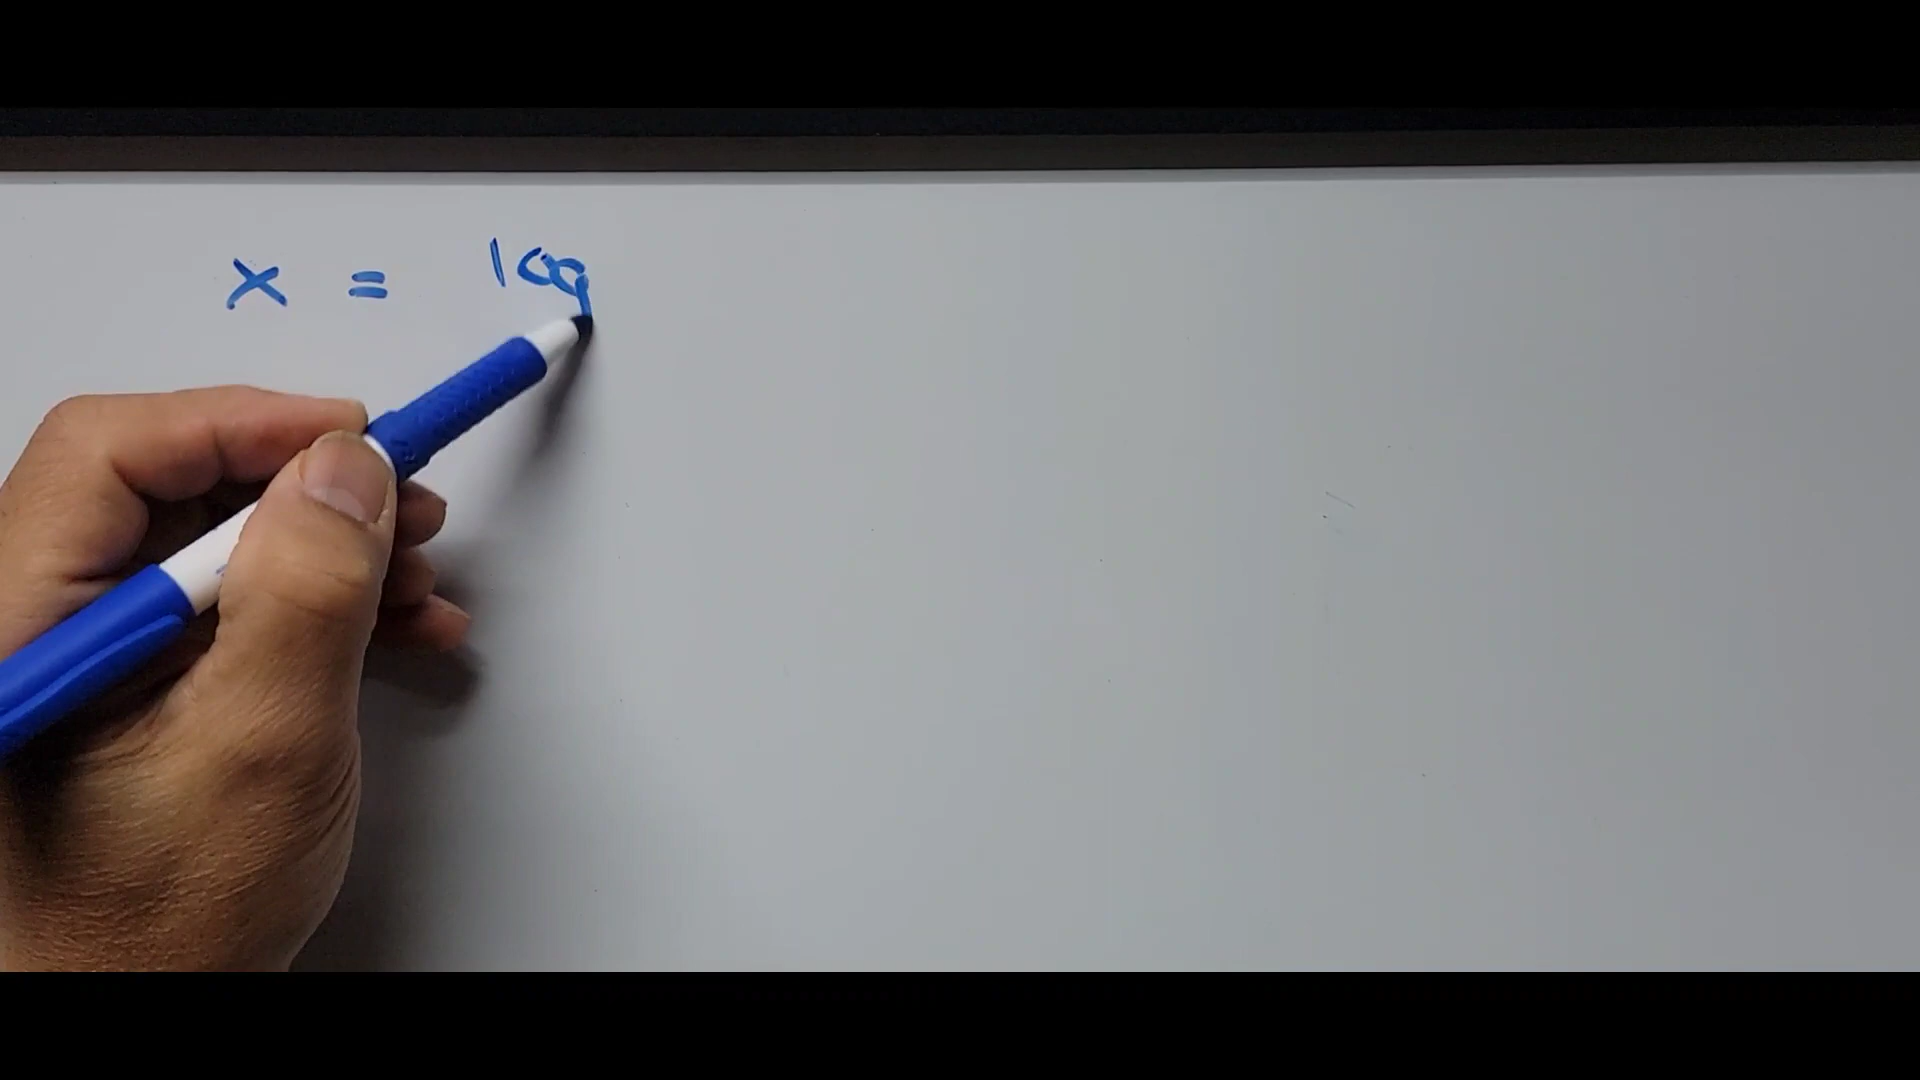 x = log